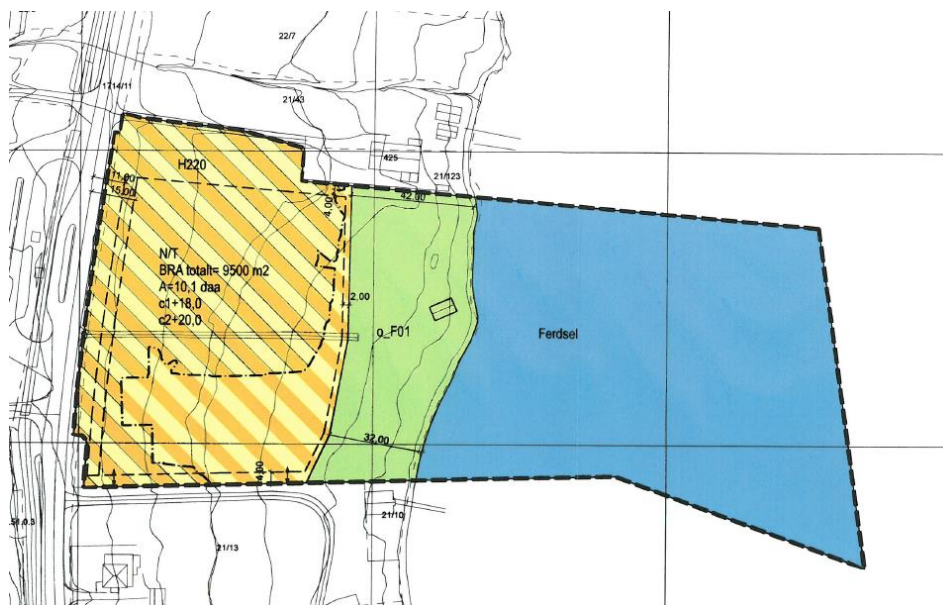 22/7
1714/11
21/43
H220
425
21/123
11,00
15,00
4,00
42,00
N/T
BRA totalt= 9500 m2
A=10,1 daa
c1+18,0
c2+20,0
2,00
o_F01
Ferdsel
32,00
4,00
21/10
21/13